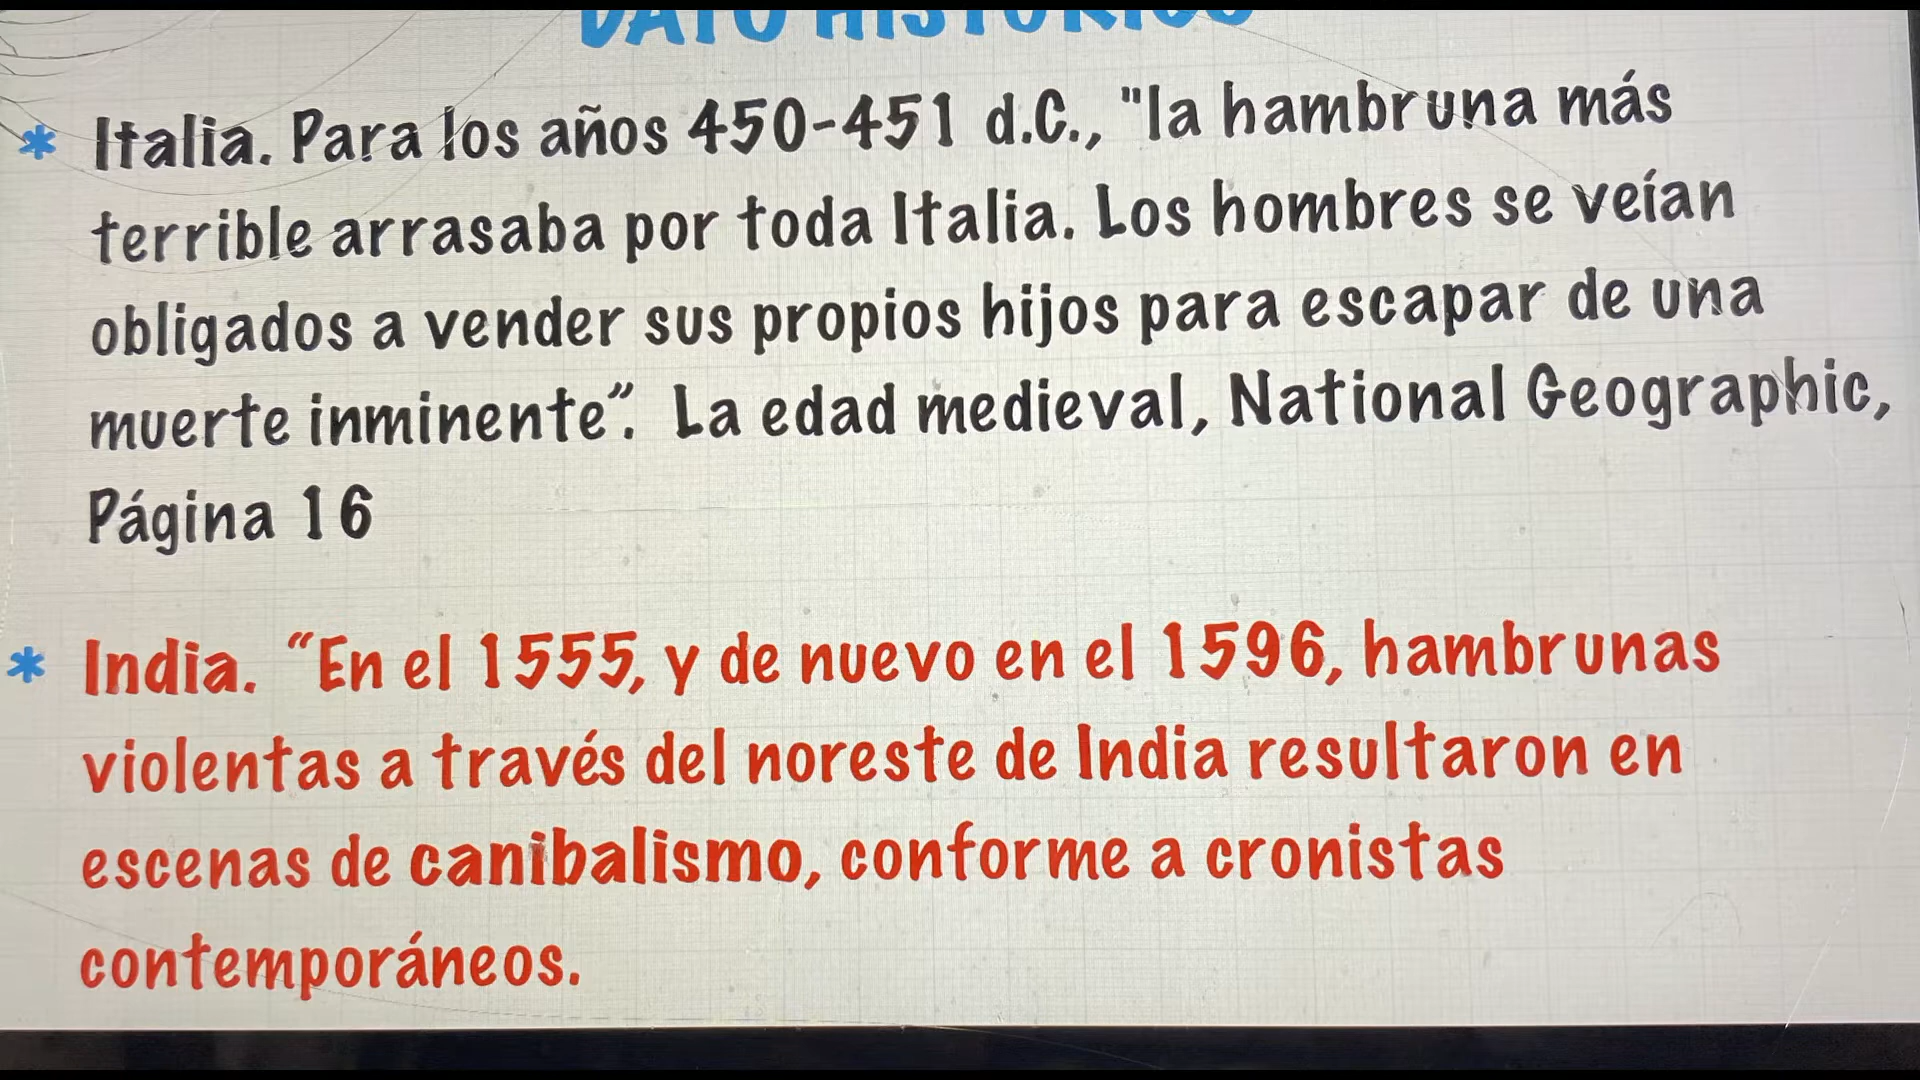 DATO HISTÓRICO
* Italia. Para los años 450-451 d.C., "la hambruna más
terrible arrasaba por toda Italia. Los hombres se veían
obligados a vender sus propios hijos para escapar de una
muerte inminente”. La edad medieval, National Geographic,
Página 16
* India. “En el 1555, y de nuevo en el 1596, hambrunas
violentas a través del noreste de India resultaron en
escenas de canibalismo, conforme a cronistas
contemporáneos.